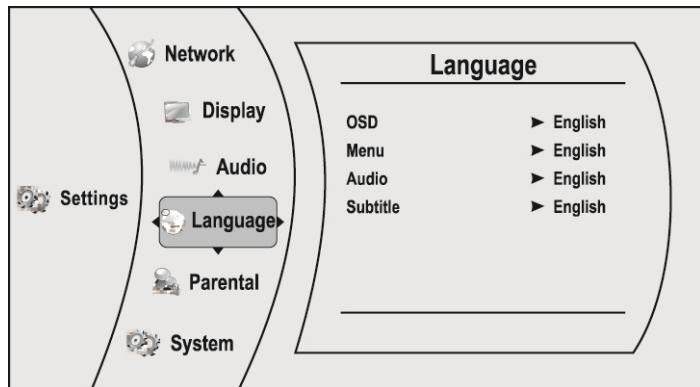 Settings
Network
Display
Audio
Language
Parental
System
Language
OSD ► English
Menu ► English
Audio ► English
Subtitle ► English